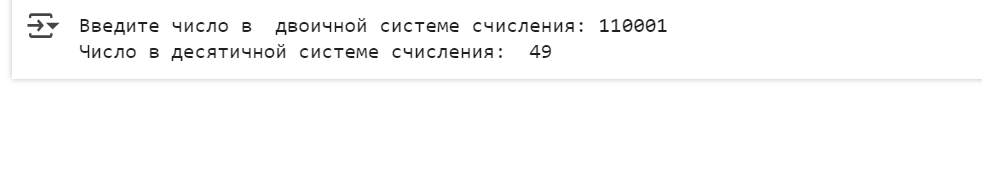 Введите число в  двоичной системе счисления: 110001
Число в десятичной системе счисления:  49